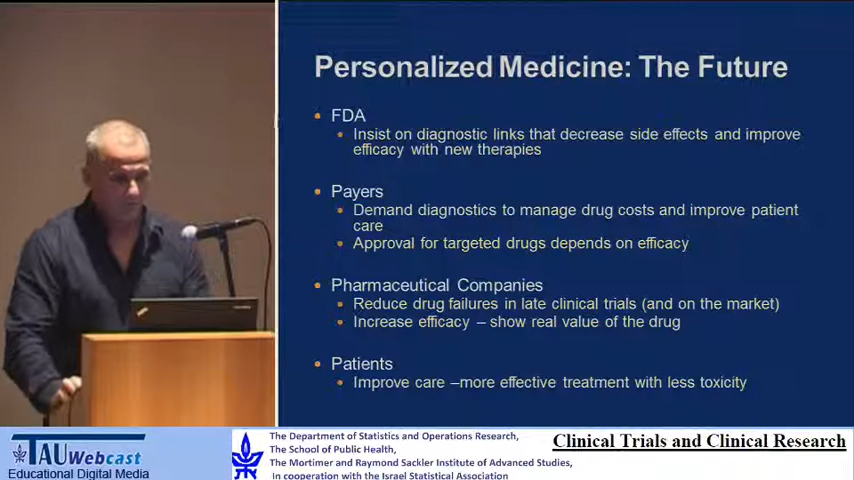 Personalized Medicine: The Future
FDA
Insist on diagnostic links that decrease side effects and improve
efficacy with new therapies
Payers
Demand diagnostics to manage drug costs and improve patient
care
Approval for targeted drugs depends on efficacy
Pharmaceutical Companies
Reduce drug failures in late clinical trials (and on the market)
Increase efficacy – show real value of the drug
Patients
Improve care –more effective treatment with less toxicity
TAU Webcast
Educational Digital Media
The Department of Statistics and Operations Research,
The School of Public Health,
The Mortimer and Raymond Sackler Institute of Advanced Studies,
In cooperation with the Israel Statistical Association
Clinical Trials and Clinical Research